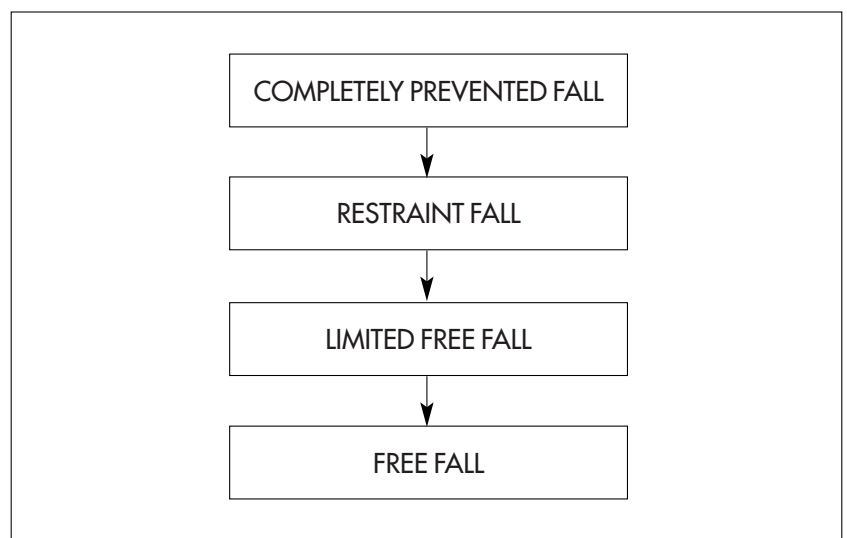 COMPLETELY PREVENTED FALL
RESTRAINT FALL
LIMITED FREE FALL
FREE FALL